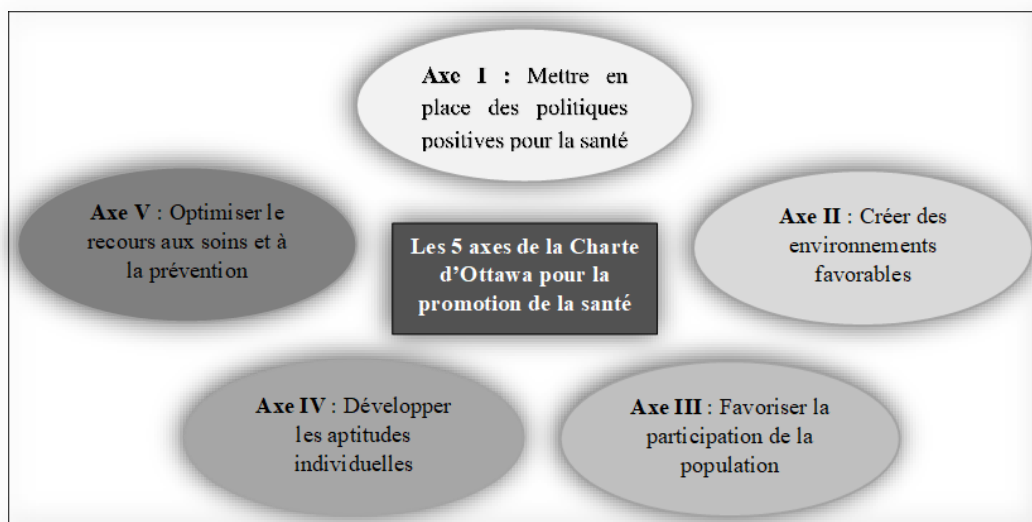 Axe I : Mettre en
place des politiques
positives pour la santé
Axe V : Optimiser le
recours aux soins et à
la prévention
Les 5 axes de la Charte
d’Ottawa pour la
promotion de la santé
Axe II : Créer des
environnements
favorables
Axe IV : Développer
les aptitudes
individuelles
Axe III : Favoriser la
participation de la
population